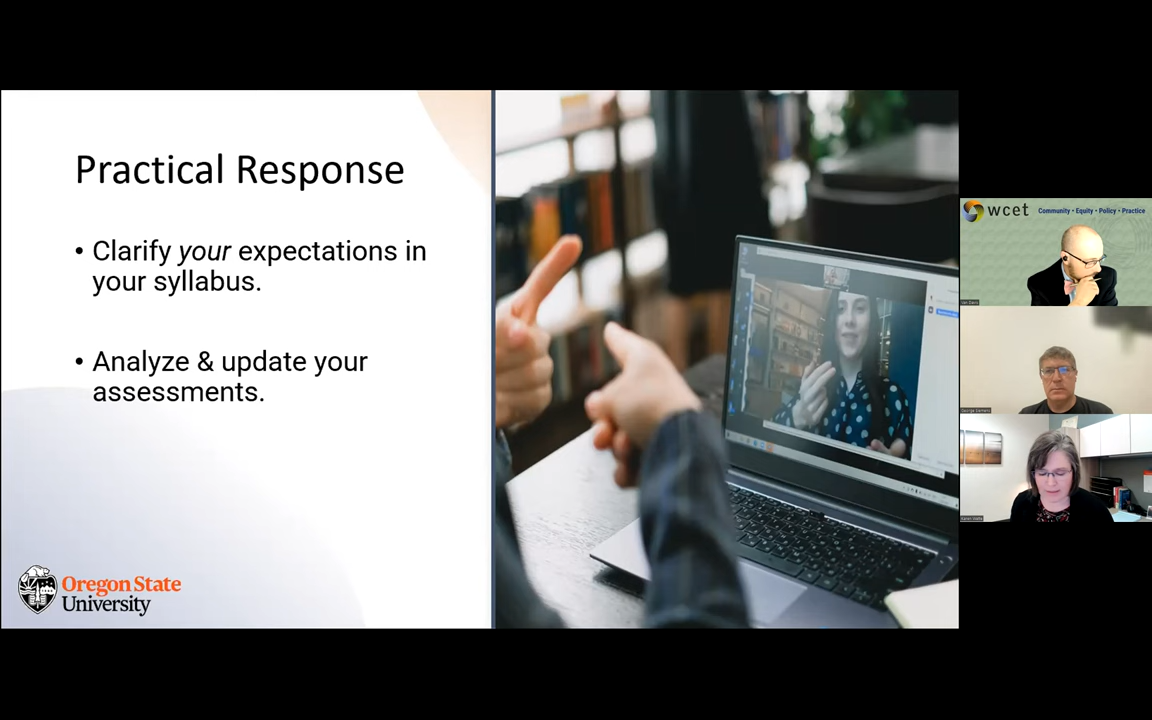 Practical Response
• Clarify your expectations in
your syllabus.
• Analyze & update your
assessments.
Oregon State
University
wcet
Community • Equity • Policy • Practice